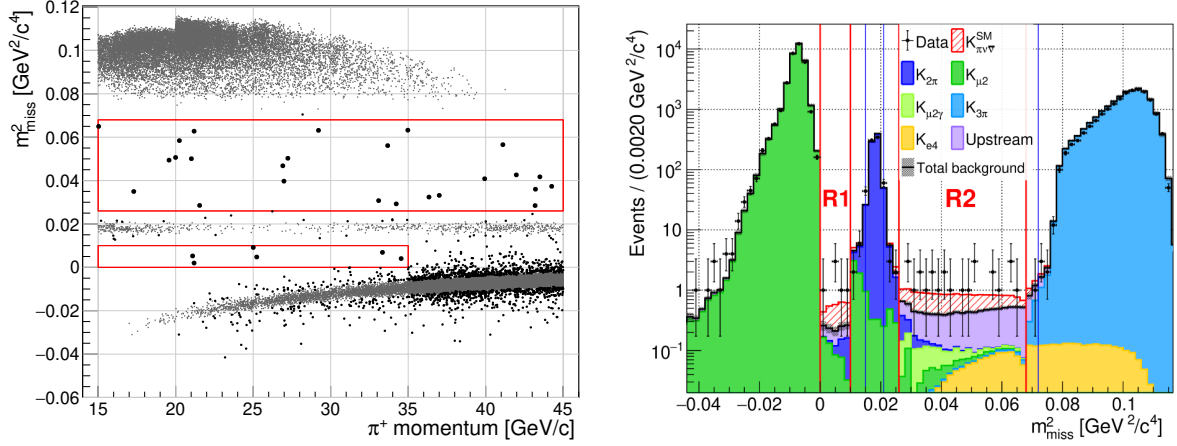 m²miss [GeV²/c⁴]
0.12
0.1
0.08
0.06
0.04
0.02
0
−0.02
−0.04
−0.06
15 20 25 30 35 40 45
π⁺ momentum [GeV/c]
Events / (0.0020 GeV²/c⁴)
10⁴
10³
10²
10
1
10⁻¹
Data K^SM_πνν̅
K2π Kμ2
Kμ2γ K3π
Ke4 Upstream
Total background
R1 R2
−0.04 −0.02 0 0.02 0.04 0.06 0.08 0.1
m²miss [GeV²/c⁴]